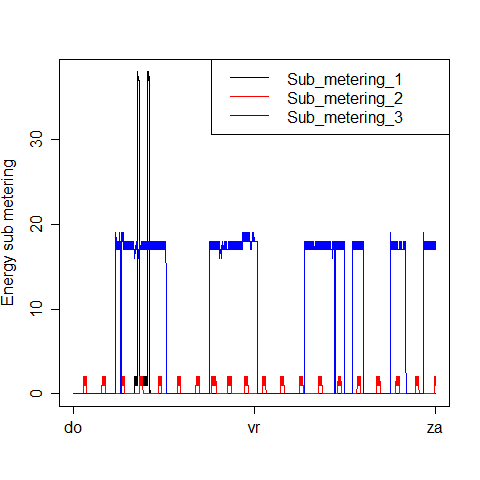 Sub_metering_1
Sub_metering_2
Sub_metering_3
Energy sub metering
30
20
10
0
do vr za